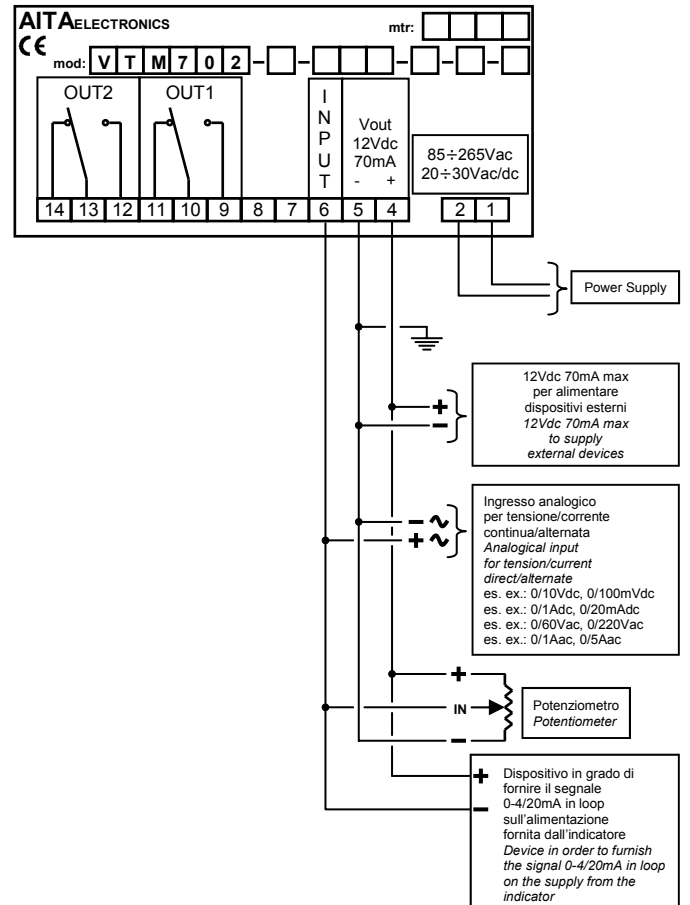 AITAELECTRONICS
mtr:
CE
mod: V T M 7 0 2 - - - - -
OUT2 OUT1
INPUT
Vout
12Vdc
70mA
- +
85÷265Vac
20÷30Vac/dc
14 13 12 11 10 9 8 7 6 5 4 2 1
Power Supply
12Vdc 70mA max
per alimentare
dispositivi esterni
12Vdc 70mA max
to supply
external devices
+
-
Ingresso analogico
per tensione/corrente
continua/alternata
Analogical input
for tension/current
direct/alternate
es. ex.: 0/10Vdc, 0/100mVdc
es. ex.: 0/1Adc, 0/20mAdc
es. ex.: 0/60Vac, 0/220Vac
es. ex.: 0/1Aac, 0/5Aac
- ~
+ ~
+
IN
-
Potenziometro
Potentiometer
+
-
Dispositivo in grado di
fornire il segnale
0-4/20mA in loop
sull'alimentazione
fornita dall'indicatore
Device in order to furnish
the signal 0-4/20mA in loop
on the supply from the
indicator